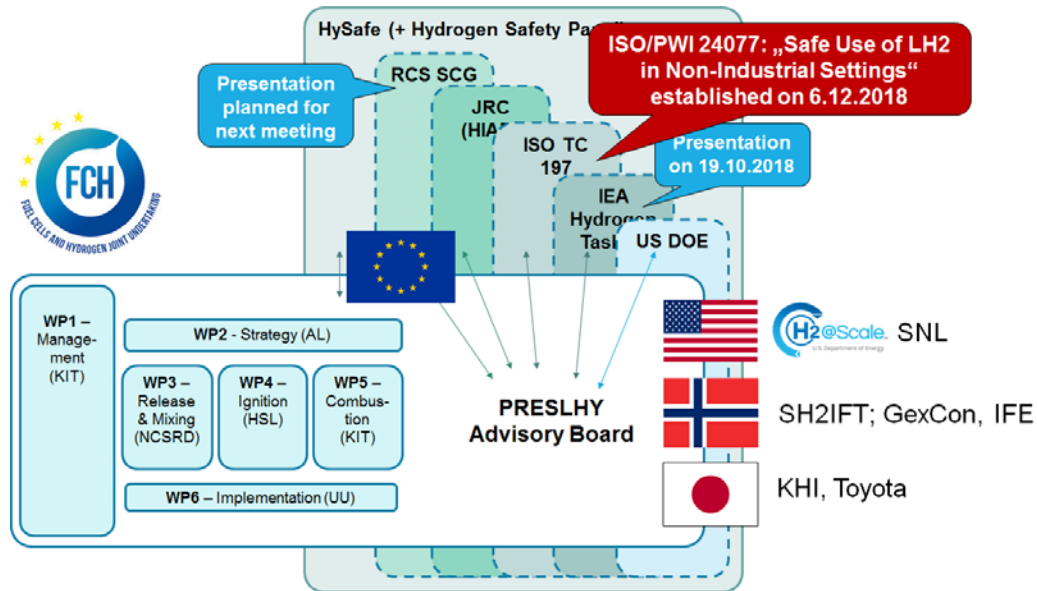 HySafe (+ Hydrogen Safety
ISO/PWI 24077: „Safe Use of LH2
in Non-Industrial Settings“
established on 6.12.2018
RCS SCG
Presentation
planned for
next meeting
JRC
ISO TC
197
Presentation
on 19.10.2018
IEA
Hydrogen
Task
US DOE
FCH
FUEL CELLS AND HYDROGEN JOINT UNDERTAKING
WP1 –
Manage-
ment
(KIT)
WP2 - Strategy (AL)
WP3 –
Release
& Mixing
(NCSRD)
WP4 –
Ignition
(HSL)
WP5 –
Combus-
tion
(KIT)
WP6 – Implementation (UU)
PRESLHY
Advisory Board
H2@Scale
U.S. Department of Energy
SNL
SH2IFT; GexCon, IFE
KHI, Toyota